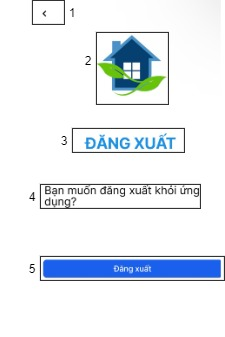 1
2
3 ĐĂNG XUẤT
4 Bạn muốn đăng xuất khỏi ứng
dụng?
5 Đăng xuất